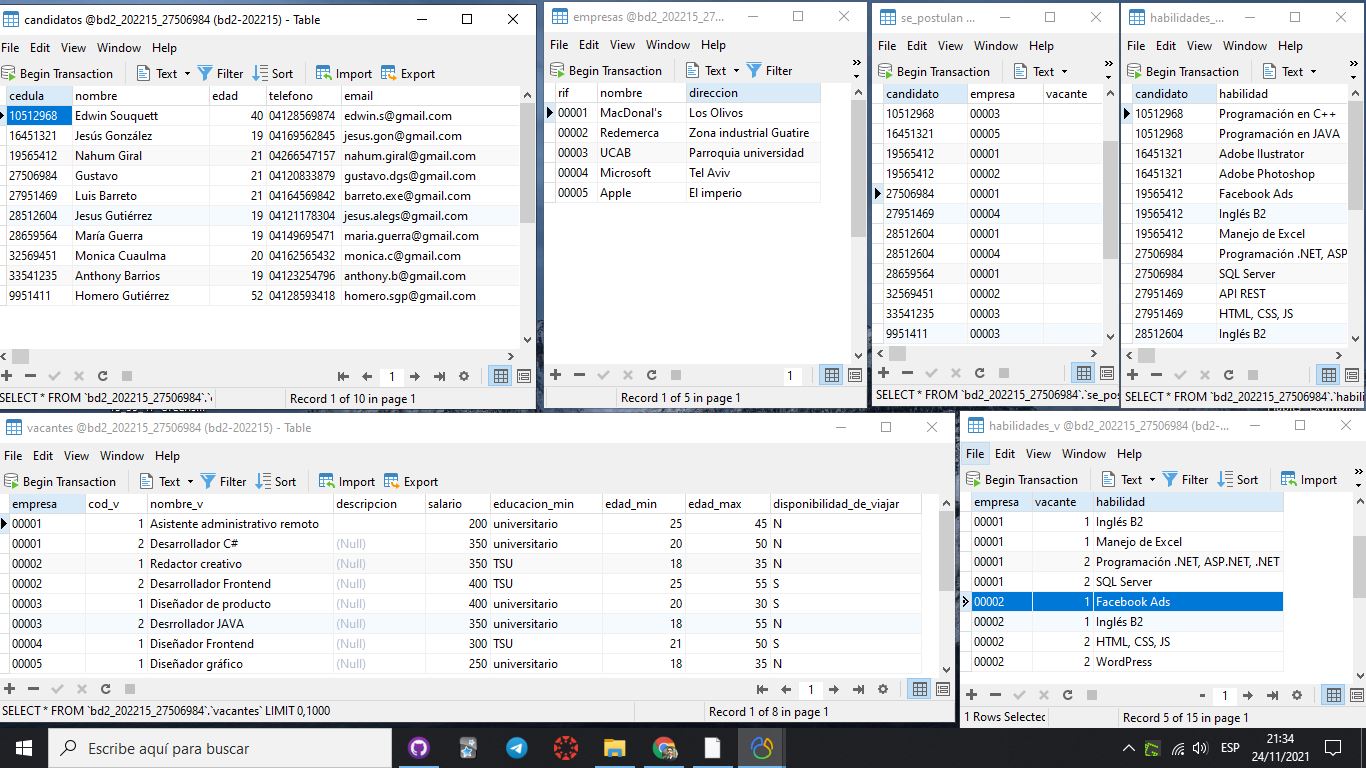 candidatos @bd2_202215_27506984 (bd2-202215) - Table
File Edit View Window Help
Begin Transaction Text Filter Sort Import Export
cedula nombre edad telefono email
10512968 Edwin Souquett 40 04128569874 edwin.s@gmail.com
16451321 Jesús González 19 04169562845 jesus.gon@gmail.com
19565412 Nahum Giral 21 04266547157 nahum.giral@gmail.com
27506984 Gustavo 21 04120833879 gustavo.dgs@gmail.com
27951469 Luis Barreto 21 04164569842 barreto.exe@gmail.com
28512604 Jesus Gutiérrez 19 04121178304 jesus.alegs@gmail.com
28659564 María Guerra 19 04149695471 maria.guerra@gmail.com
32569451 Monica Cuaulma 20 04162565432 monica.c@gmail.com
33541235 Anthony Barrios 19 04123254796 anthony.b@gmail.com
9951411 Homero Gutiérrez 52 04128593418 homero.sgp@gmail.com
1
SELECT * FROM `bd2_202215_27506984`.`c Record 1 of 10 in page 1
empresas @bd2_202215_27...
File Edit View Window Help
Begin Transaction Text Filter
rif nombre direccion
00001 MacDonal's Los Olivos
00002 Redemerca Zona industrial Guatire
00003 UCAB Parroquia universidad
00004 Microsoft Tel Aviv
00005 Apple El imperio
1
Record 1 of 5 in page 1
se_postulan ...
File Edit View Window Help
Begin Transaction Text
candidato empresa vacante
10512968 00003
16451321 00005
19565412 00001
19565412 00002
27506984 00001
27951469 00004
28512604 00001
28512604 00004
28659564 00001
32569451 00002
33541235 00003
9951411 00003
SELECT * FROM `bd2_202215_27506984`.`se_pos
habilidades_...
File Edit View Window Help
Begin Transaction Text
candidato habilidad
10512968 Programación en C++
10512968 Programación en JAVA
16451321 Adobe Ilustrator
16451321 Adobe Photoshop
19565412 Facebook Ads
19565412 Inglés B2
19565412 Manejo de Excel
27506984 Programación .NET, ASP
27506984 SQL Server
27951469 API REST
27951469 HTML, CSS, JS
28512604 Inglés B2
SELECT * FROM `bd2_202215_27506984`.`habili
vacantes @bd2_202215_27506984 (bd2-202215) - Table
File Edit View Window Help
Begin Transaction Text Filter Sort Import Export
empresa cod_v nombre_v descripcion salario educacion_min edad_min edad_max disponibilidad_de_viajar
00001 1 Asistente administrativo remoto 200 universitario 25 45 N
00001 2 Desarrollador C# (Null) 350 universitario 20 50 N
00002 1 Redactor creativo (Null) 350 TSU 18 35 N
00002 2 Desarrollador Frontend (Null) 400 TSU 25 55 S
00003 1 Diseñador de producto (Null) 400 universitario 20 30 S
00003 2 Desrrollador JAVA (Null) 350 universitario 18 55 N
00004 1 Diseñador Frontend (Null) 300 TSU 21 50 S
00005 1 Diseñador gráfico (Null) 250 universitario 18 35 N
1
SELECT * FROM `bd2_202215_27506984`.`vacantes` LIMIT 0,1000 Record 1 of 8 in page 1
habilidades_v @bd2_202215_27506984 (bd2-...
File Edit View Window Help
Begin Transaction Text Filter Sort Import
empresa vacante habilidad
00001 1 Inglés B2
00001 1 Manejo de Excel
00001 2 Programación .NET, ASP.NET, .NET
00001 2 SQL Server
00002 1 Facebook Ads
00002 1 Inglés B2
00002 2 HTML, CSS, JS
00002 2 WordPress
1
1 Rows Selectec Record 5 of 15 in page 1
Escribe aquí para buscar
ESP
21:34
24/11/2021